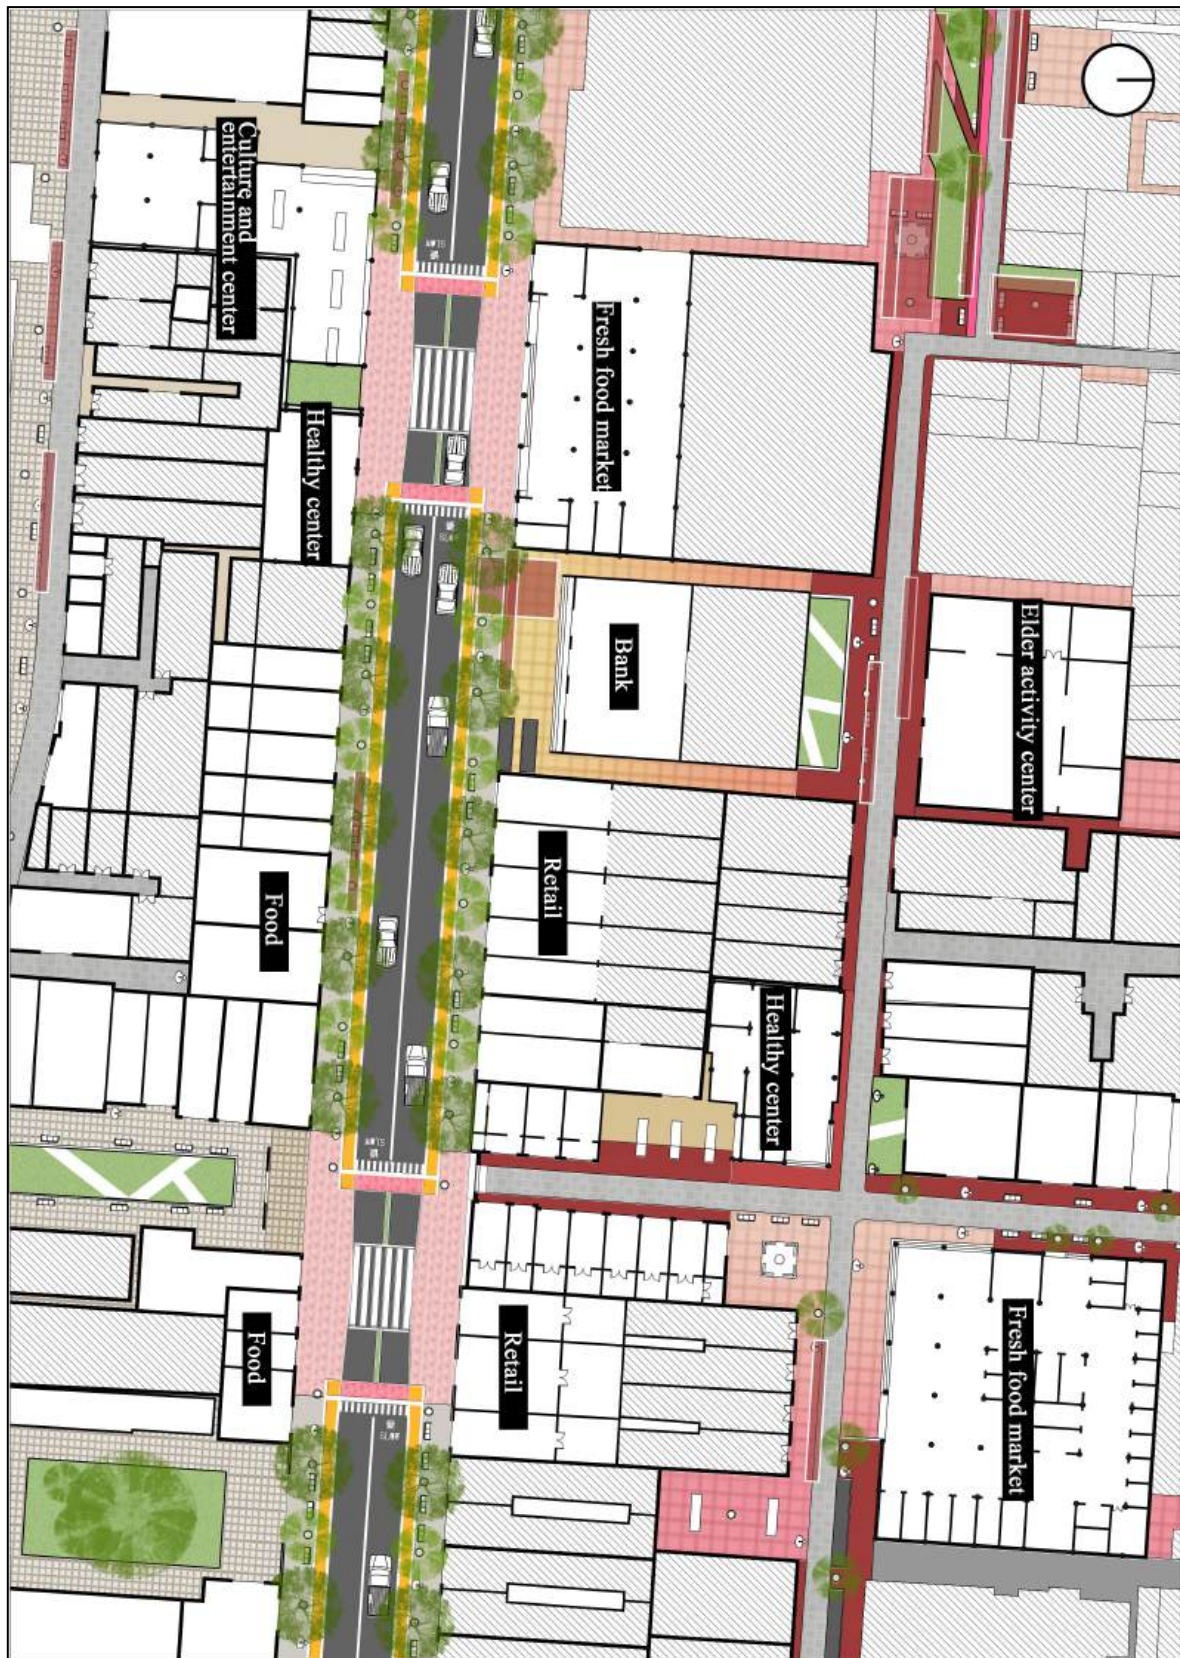 Culture and
entertainment center
Fresh food market
Healthy center
Bank
Elder activity center
Food
Retail
Healthy center
SLOW
Food
Retail
Fresh food market